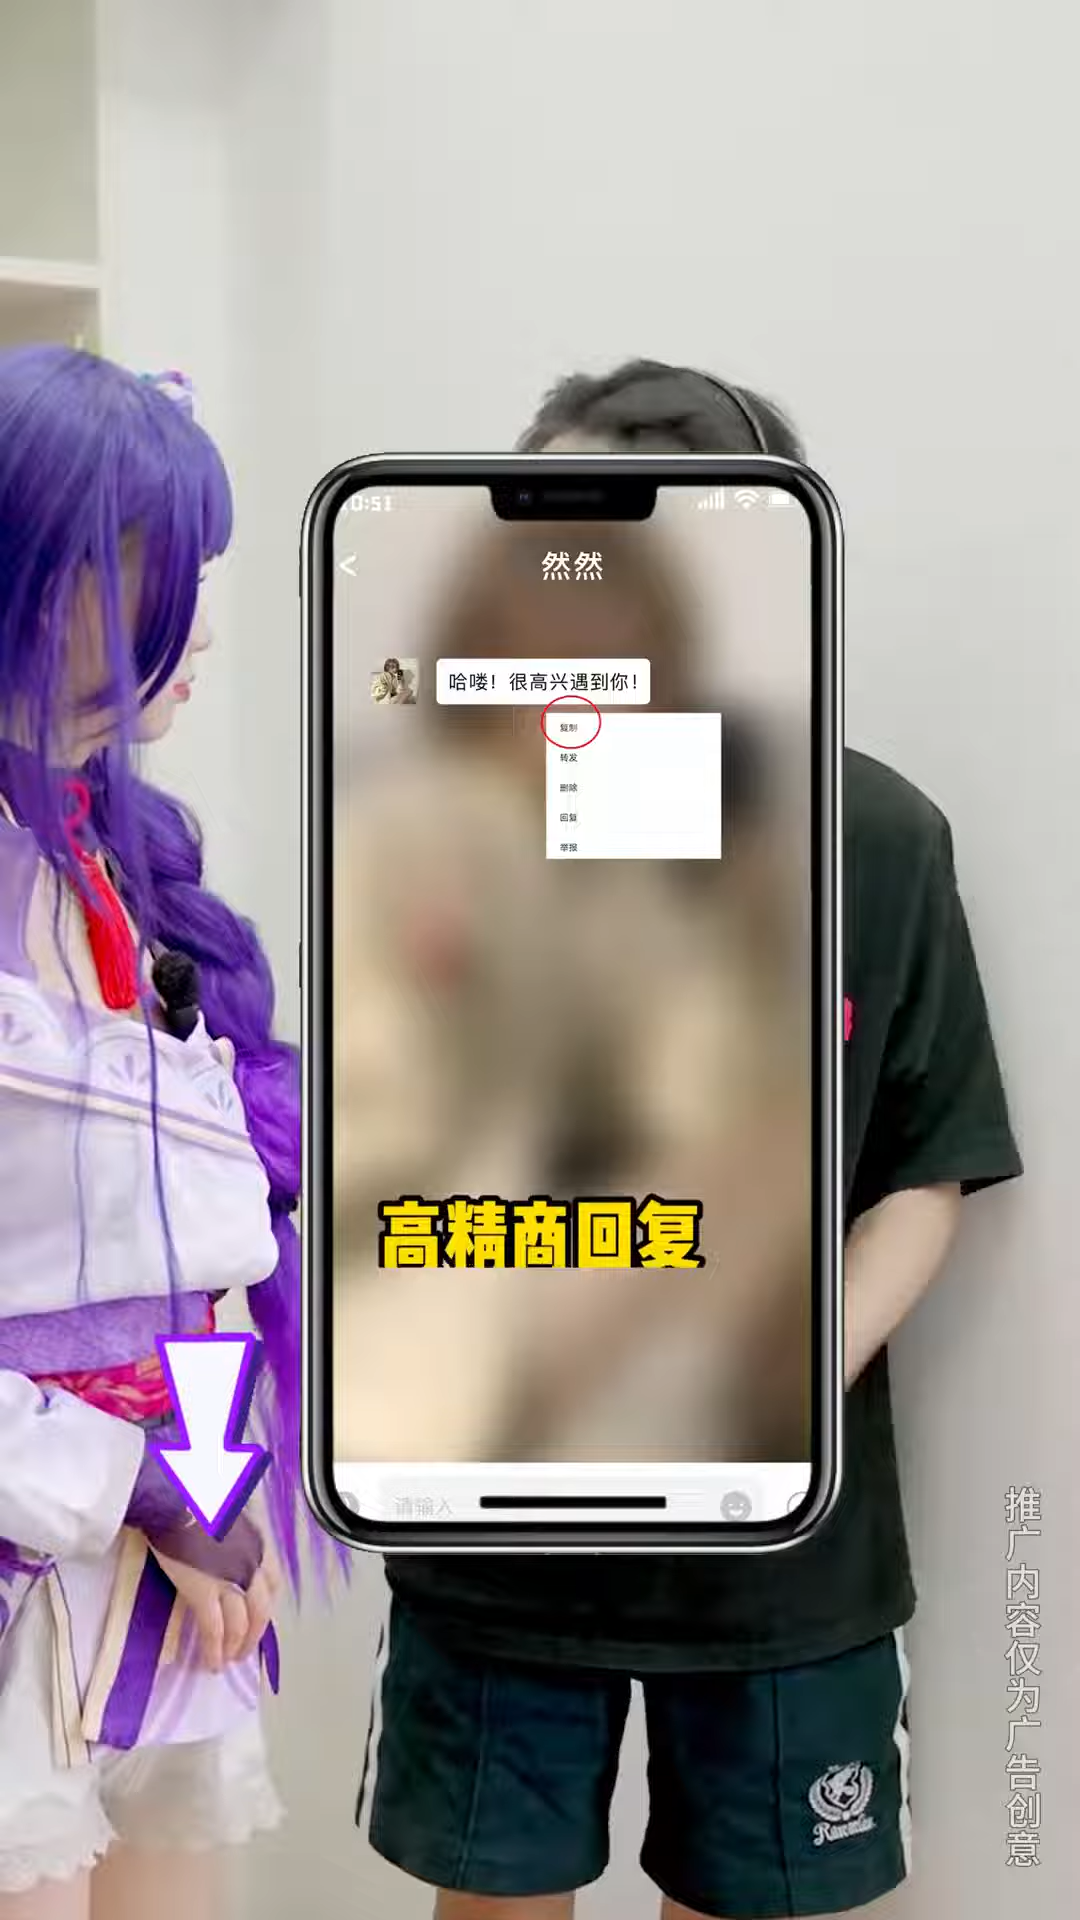 0:51
<
然然
哈喽！很高兴遇到你！
复制
转发
删除
回复
举报
高精商回复
请输入
推广内容仅为广告创意